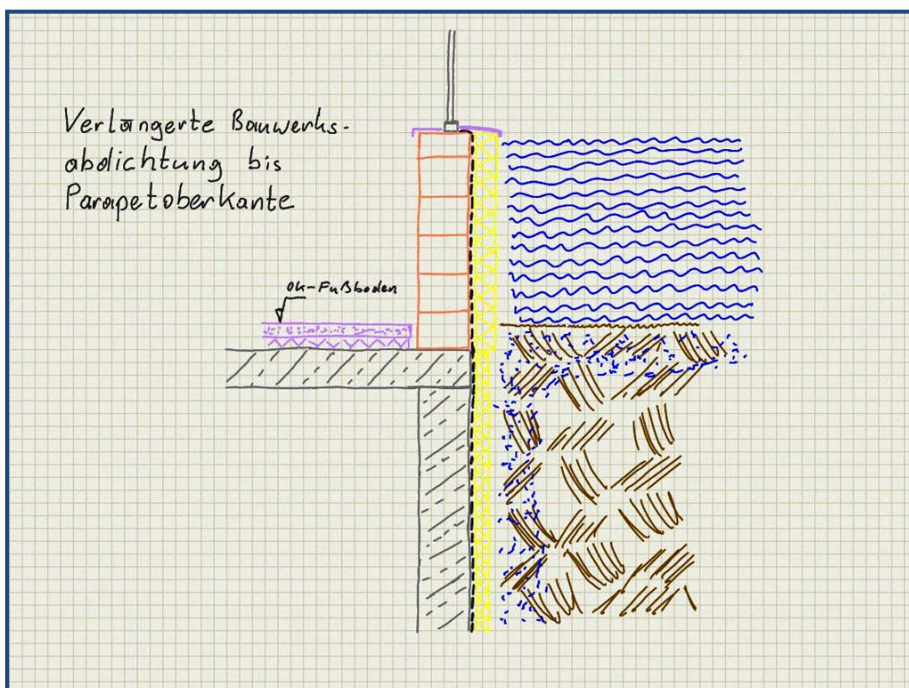 Verlängerte Bauwerks-
abdichtung bis
Parapetoberkante
OK-Fußboden